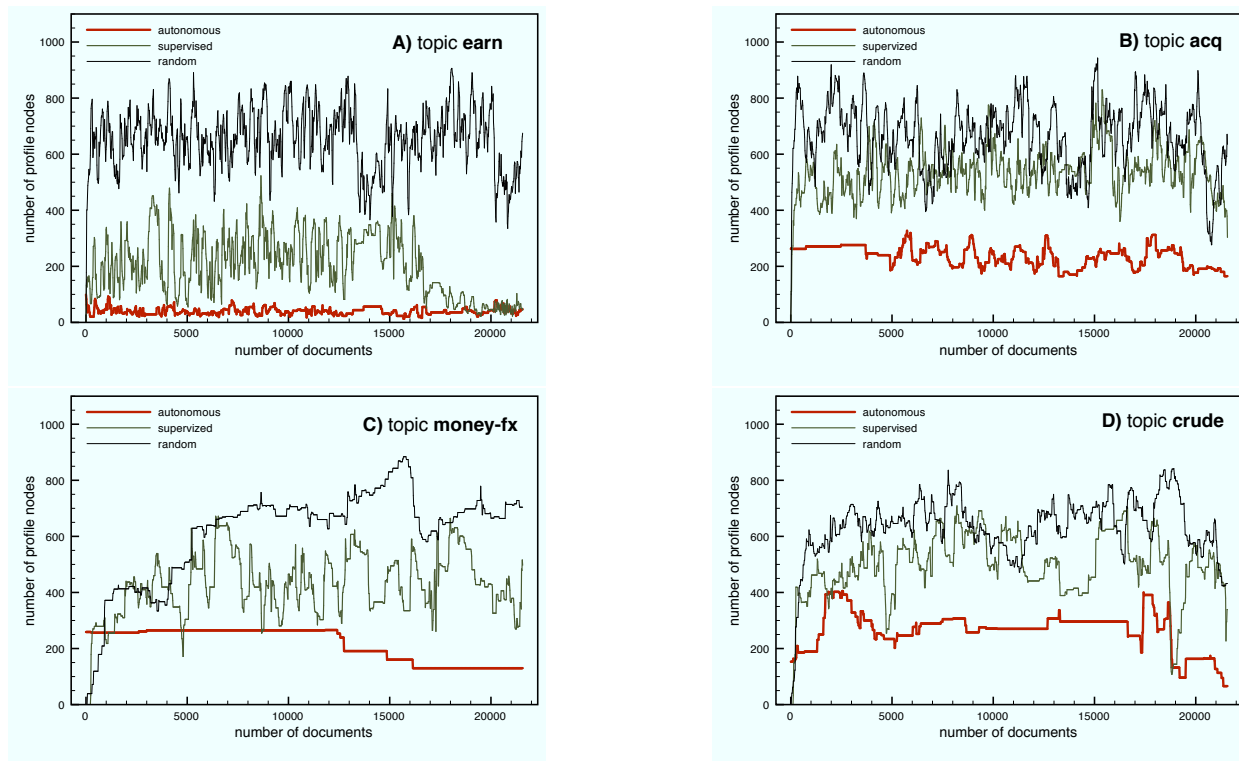 A) topic earn
autonomous
supervised
random
number of profile nodes
1000
800
600
400
200
0
0 5000 10000 15000 20000
number of documents
B) topic acq
autonomous
supervized
random
number of profile nodes
1000
800
600
400
200
0
0 5000 10000 15000 20000
number of documents
C) topic money-fx
autonomous
supervized
random
number of profile nodes
1000
800
600
400
200
0
0 5000 10000 15000 20000
number of documents
D) topic crude
autonomous
supervised
random
number of profile nodes
1000
800
600
400
200
0
0 5000 10000 15000 20000
number of documents